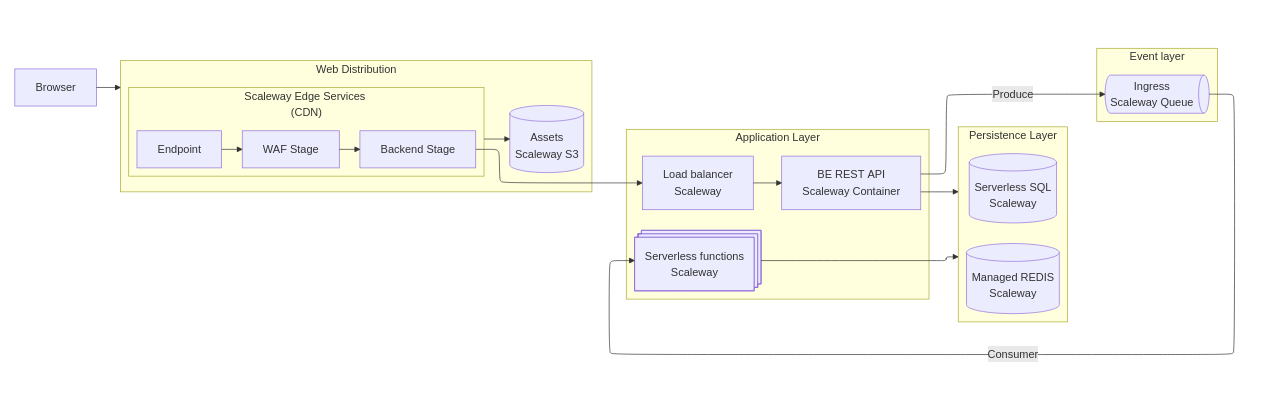 Browser
Web Distribution
Scaleway Edge Services
(CDN)
Endpoint
WAF Stage
Backend Stage
Assets
Scaleway S3
Application Layer
Load balancer
Scaleway
BE REST API
Scaleway Container
Serverless functions
Scaleway
Produce
Event layer
Ingress
Scaleway Queue
Persistence Layer
Serverless SQL
Scaleway
Managed REDIS
Scaleway
Consumer